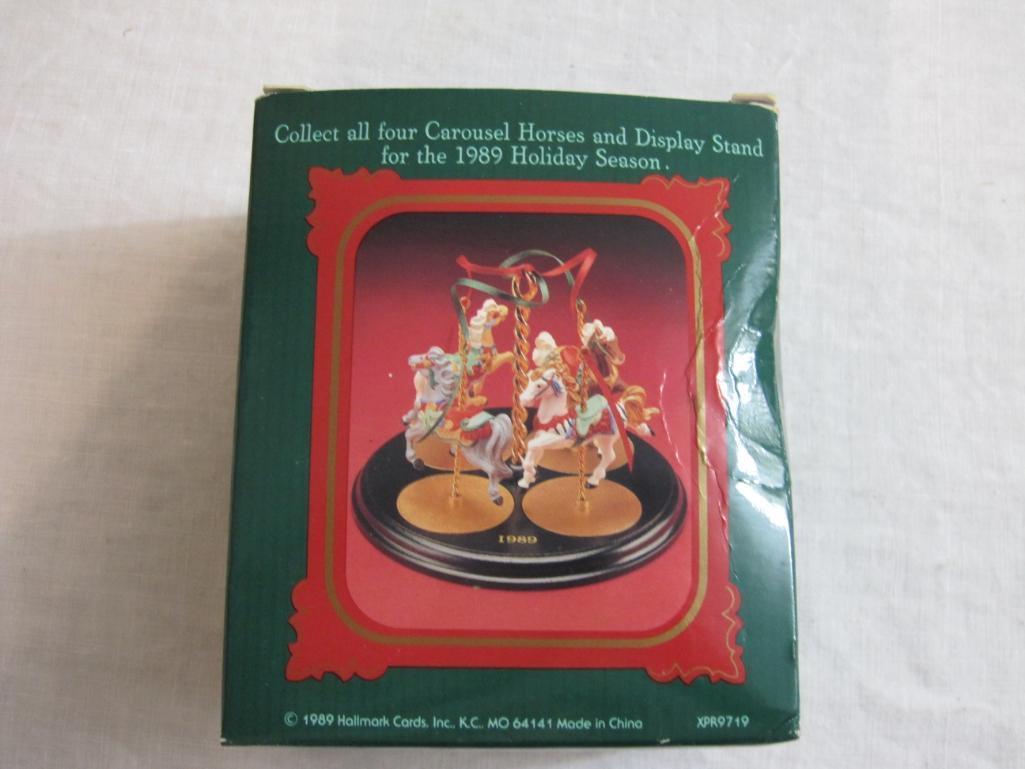 Collect all four Carousel Horses and Display Stand
for the 1989 Holiday Season.
1989
© 1989 Hallmark Cards, Inc., K.C. MO 64141 Made in China XPR9719